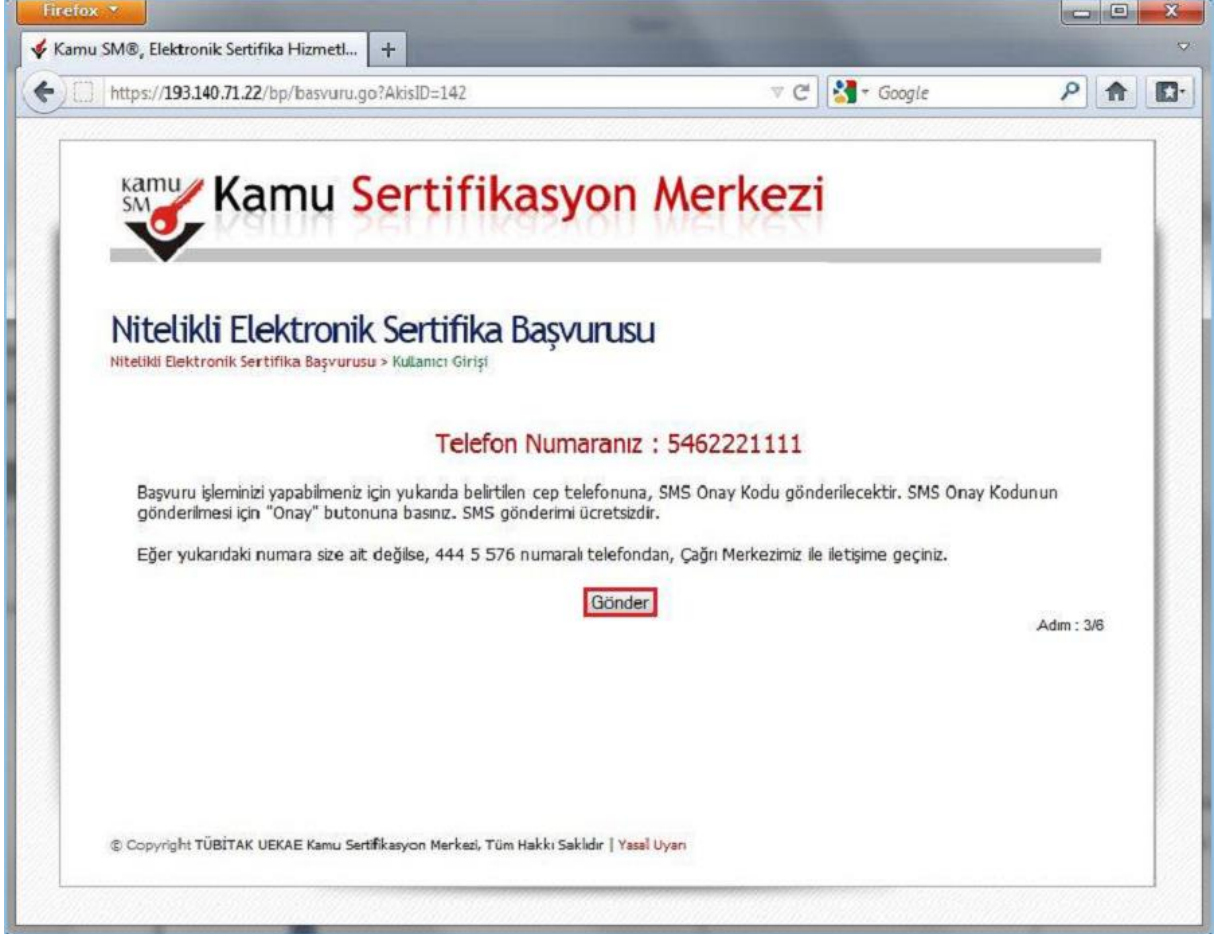 Firefox
Kamu SM®, Elektronik Sertifika Hizmetl...
https://193.140.71.22/bp/basvuru.go?AkisID=142
Google
Kamu
SM
Kamu Sertifikasyon Merkezi
Nitelikli Elektronik Sertifika Başvurusu
Nitelikli Elektronik Sertifika Başvurusu > Kullanıcı Girişi
Telefon Numaranız : 5462221111
Başvuru işleminizi yapabilmeniz için yukarıda belirtilen cep telefonuna, SMS Onay Kodu gönderilecektir. SMS Onay Kodunun
gönderilmesi için "Onay" butonuna basınız. SMS gönderimi ücretsizdir.
Eğer yukarıdaki numara size ait değilse, 444 5 576 numaralı telefondan, Çağrı Merkezimiz ile iletişime geçiniz.
Gönder
Adım : 3/6
© Copyright TÜBİTAK UEKAE Kamu Sertifikasyon Merkezi, Tüm Hakkı Saklıdır | Yasal Uyarı